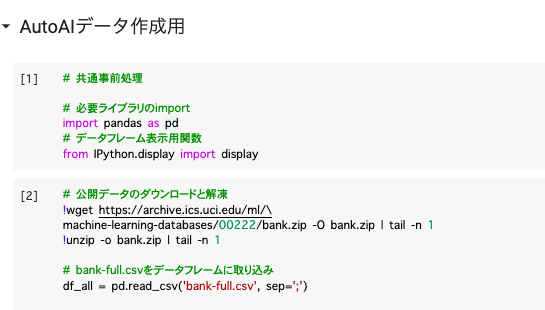 AutoAIデータ作成用
[1] # 共通事前処理
# 必要ライブラリのimport
import pandas as pd
# データフレーム表示用関数
from IPython.display import display
[2] # 公開データのダウンロードと解凍
!wget https://archive.ics.uci.edu/ml/\
machine-learning-databases/00222/bank.zip -O bank.zip | tail -n 1
!unzip -o bank.zip | tail -n 1
# bank-full.csvをデータフレームに取り込み
df_all = pd.read_csv('bank-full.csv', sep=';')